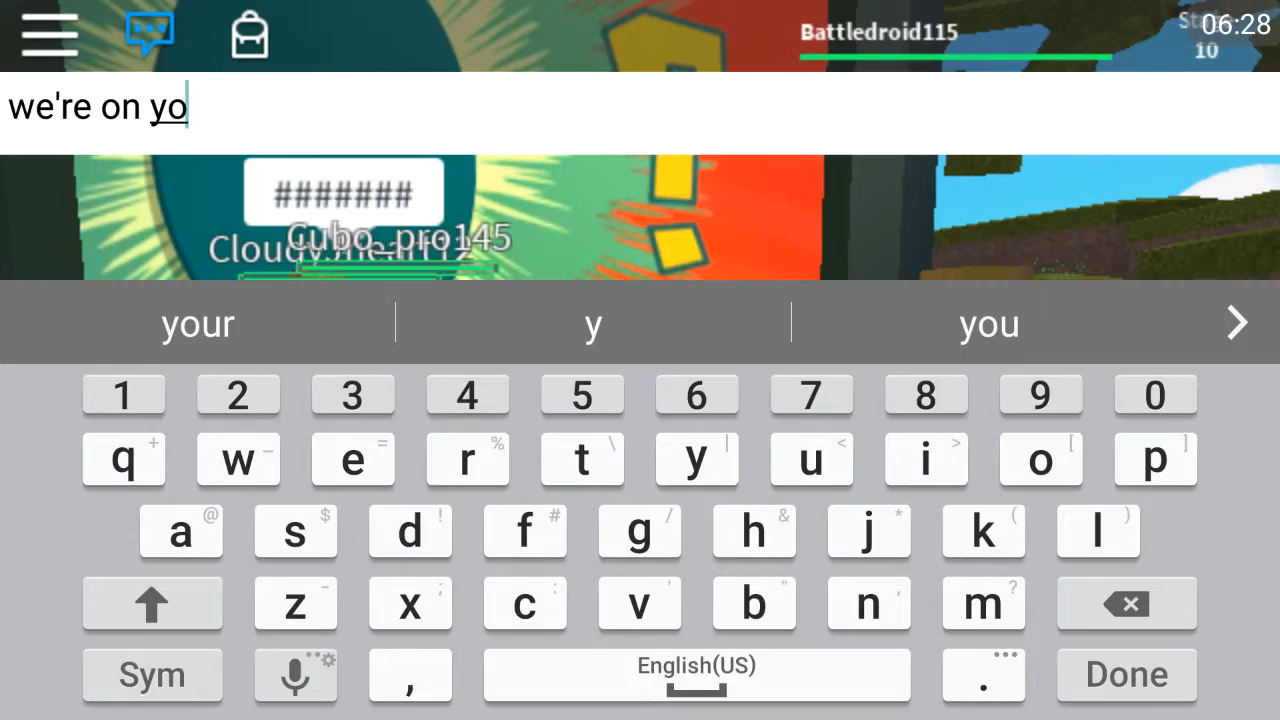 Battledroid115
06:28
10
we're on yo
#######
Cubo_pro145
your y you
1 2 3 4 5 6 7 8 9 0
q + w - e = r % t \ y | u < i > o [ p ]
a @ s $ d ! f # g / h & j * k ( l )
z - x ; c : v ' b " n , m ?
Sym , English(US) . Done